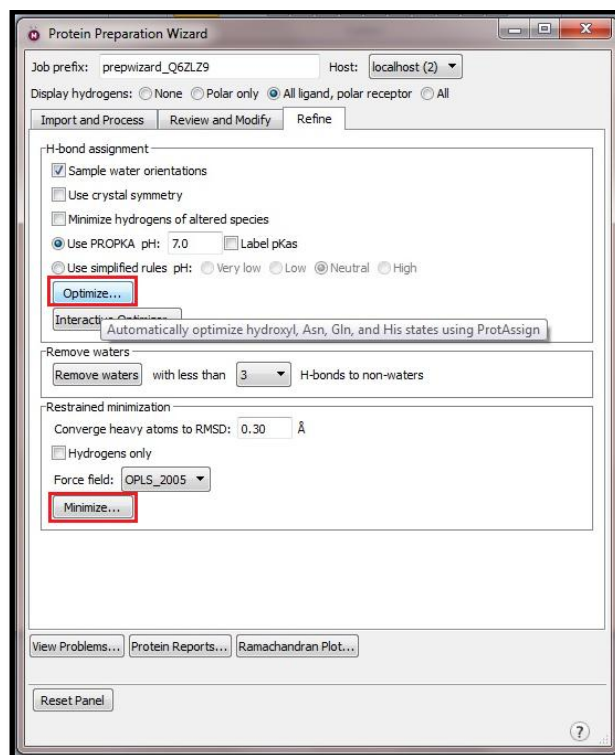 Protein Preparation Wizard
Job prefix: prepwizard_Q6ZLZ9 Host: localhost (2)
Display hydrogens: None Polar only All ligand, polar receptor All
Import and Process Review and Modify Refine
H-bond assignment
Sample water orientations
Use crystal symmetry
Minimize hydrogens of altered species
Use PROPKA pH: 7.0 Label pKas
Use simplified rules pH: Very low Low Neutral High
Optimize...
Automatically optimize hydroxyl, Asn, Gln, and His states using ProtAssign
Remove waters
Remove waters with less than 3 H-bonds to non-waters
Restrained minimization
Converge heavy atoms to RMSD: 0.30 Å
Hydrogens only
Force field: OPLS_2005
Minimize...
View Problems... Protein Reports... Ramachandran Plot...
Reset Panel
?